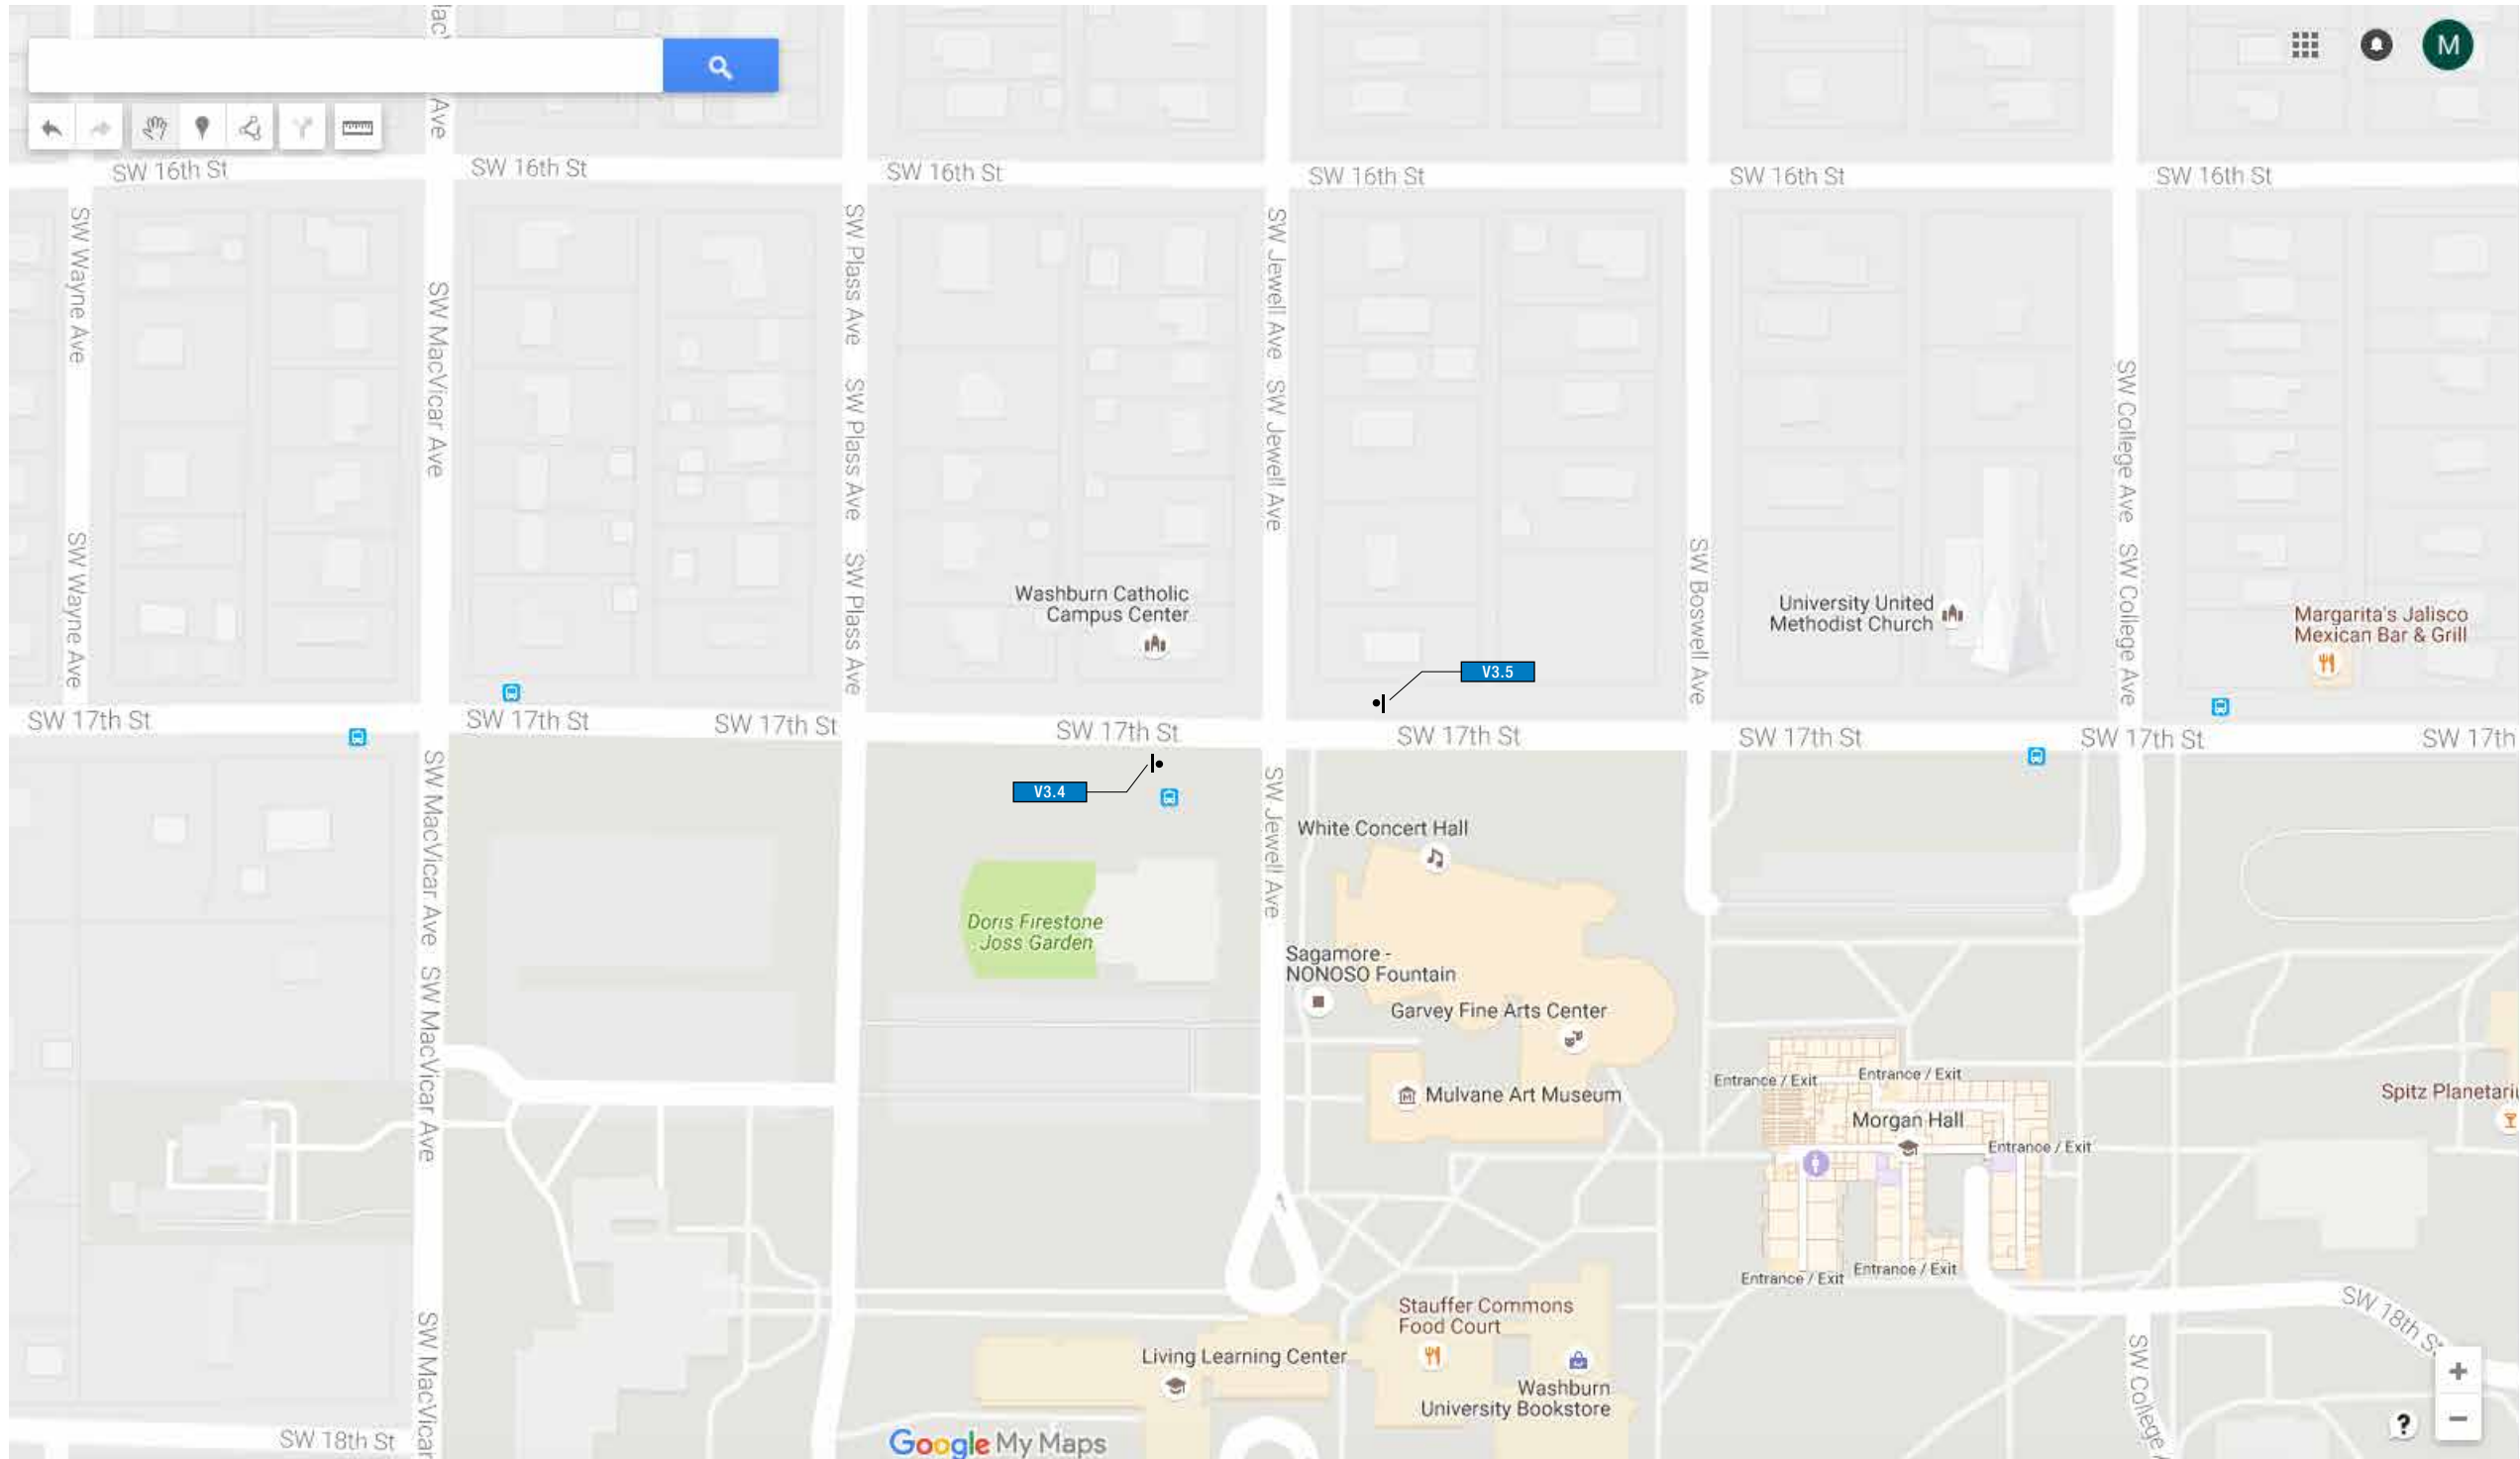 M
Ave
SW 16th St
SW 16th St
SW 16th St
SW 16th St
SW 16th St
SW 16th St
SW Wayne Ave
SW MacVicar Ave
SW Plass Ave
SW Jewell Ave
SW Plass Ave
SW Jewell Ave
SW College Ave
SW Wayne Ave
SW Plass Ave
SW Boswell Ave
SW College Ave
Washburn Catholic
Campus Center
University United
Methodist Church
Margarita's Jalisco
Mexican Bar & Grill
V3.5
SW 17th St
SW 17th St
SW 17th St
SW 17th St
SW 17th St
SW 17th St
SW 17th St
SW 17th
V3.4
SW MacVicar Ave
SW Jewell Ave
White Concert Hall
Doris Firestone
Joss Garden
Sagamore -
NONOSO Fountain
Garvey Fine Arts Center
SW MacVicar Ave
Mulvane Art Museum
Entrance / Exit
Entrance / Exit
Spitz Planetari
Morgan Hall
Entrance / Exit
Entrance / Exit
Entrance / Exit
SW 18th St
Stauffer Commons
Food Court
SW MacVicar
Living Learning Center
SW College
Washburn
University Bookstore
SW 18th St
Google My Maps
?
+
−